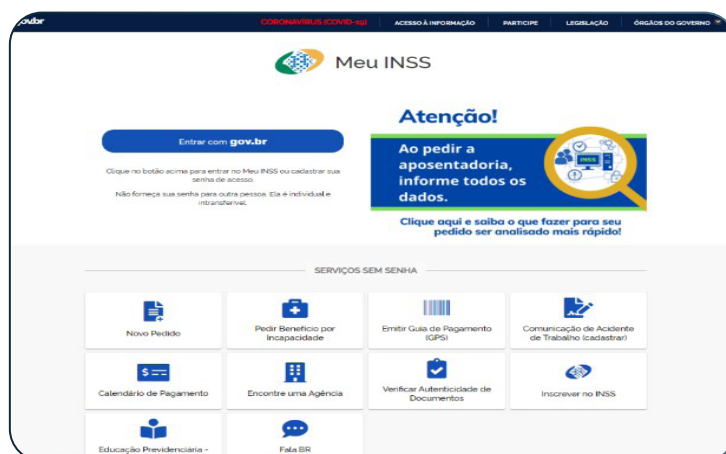 gov.br
CORONAVÍRUS (COVID-19)
ACESSO À INFORMAÇÃO
PARTICIPE
LEGISLAÇÃO
ÓRGÃOS DO GOVERNO
Meu INSS
Entrar com gov.br
Clique no botão acima para entrar no Meu INSS ou cadastrar sua
senha de acesso.
Não forneça sua senha para outra pessoa. Ela é individual e
intransferível.
Atenção!
Ao pedir a
aposentadoria,
informe todos os
dados.
INSS
Clique aqui e saiba o que fazer para seu
pedido ser analisado mais rápido!
SERVIÇOS SEM SENHA
Novo Pedido
Pedir Benefício por
Incapacidade
Emitir Guia de Pagamento
(GPS)
Comunicação de Acidente
de Trabalho (cadastrar)
Calendário de Pagamento
Encontre uma Agência
Verificar Autenticidade de
Documentos
Inscrever no INSS
Educação Previdenciária -
Fala BR